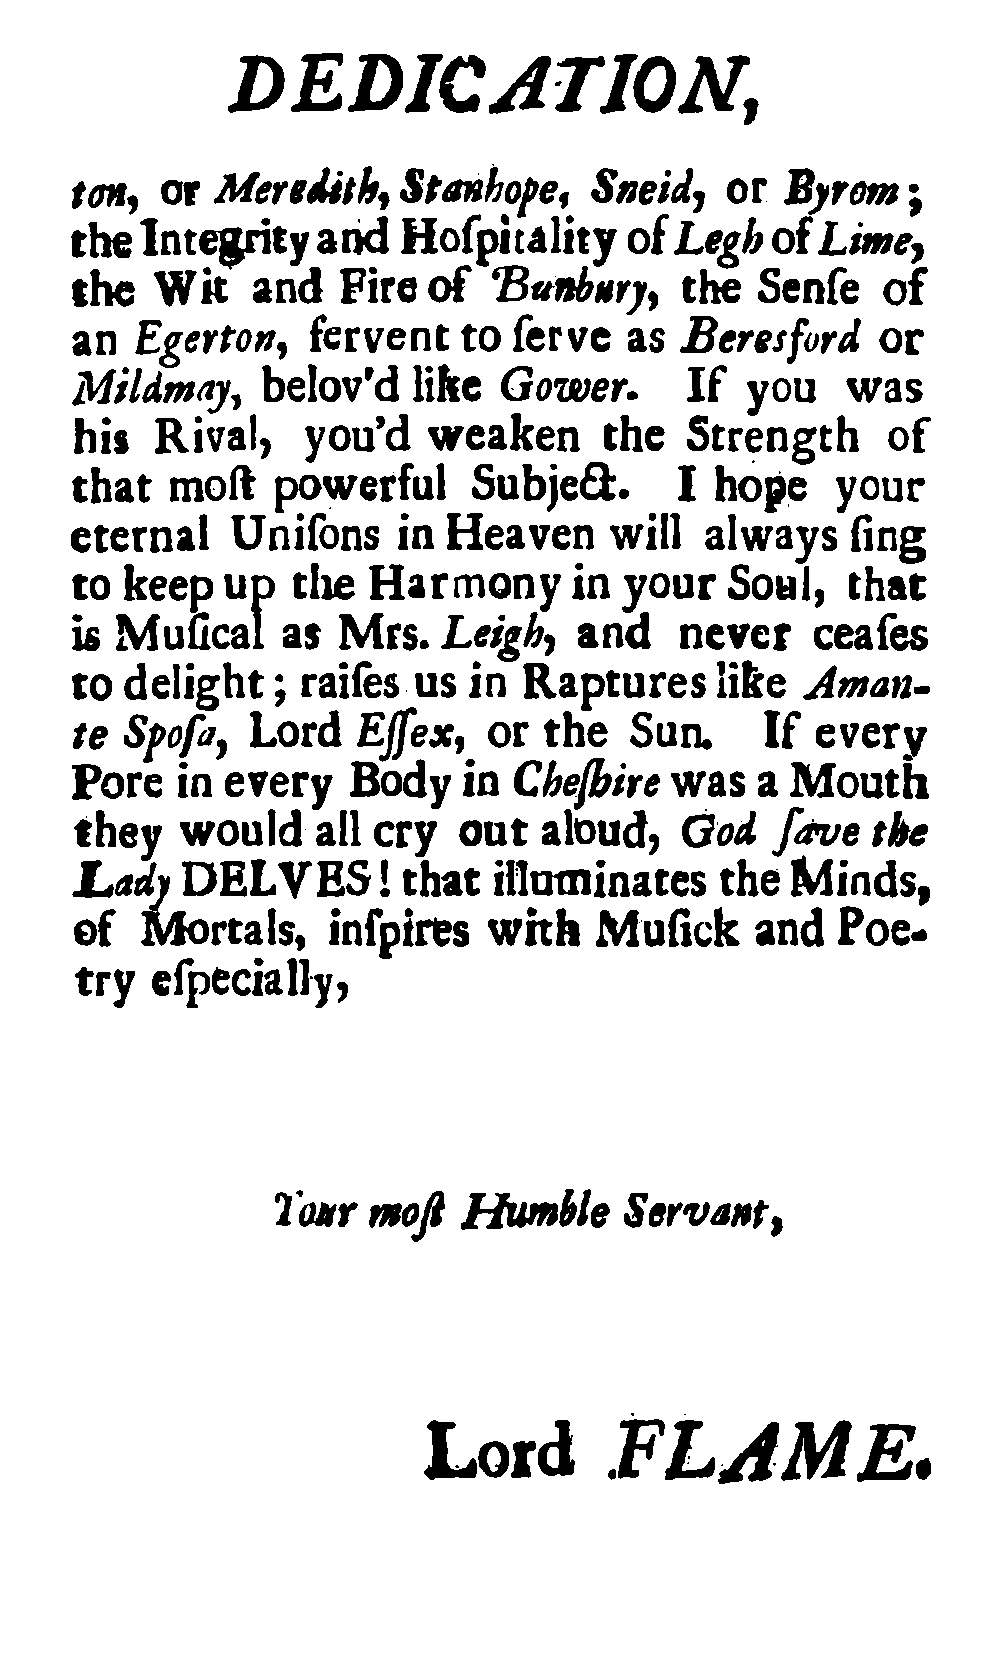 DEDICATION,
ton, or Meredith, Stanhope, Sneid, or Byrom;
the Integrity and Hoſpitality of Legh of Lime,
the Wit and Fire of Bunbury, the Senſe of
an Egerton, fervent to ſerve as Beresford or
Mildmay, belov'd like Gower. If you was
his Rival, you'd weaken the Strength of
that moſt powerful Subject. I hope your
eternal Uniſons in Heaven will always ſing
to keep up the Harmony in your Soul, that
is Muſical as Mrs. Leigh, and never ceaſes
to delight; raiſes us in Raptures like Aman-
te Spoſa, Lord Eſſex, or the Sun. If every
Pore in every Body in Cheſhire was a Mouth
they would all cry out aloud, God ſave the
Lady DELVES! that illuminates the Minds,
of Mortals, inſpires with Muſick and Poe-
try eſpecially,
Your moſt Humble Servant,
Lord FLAME.